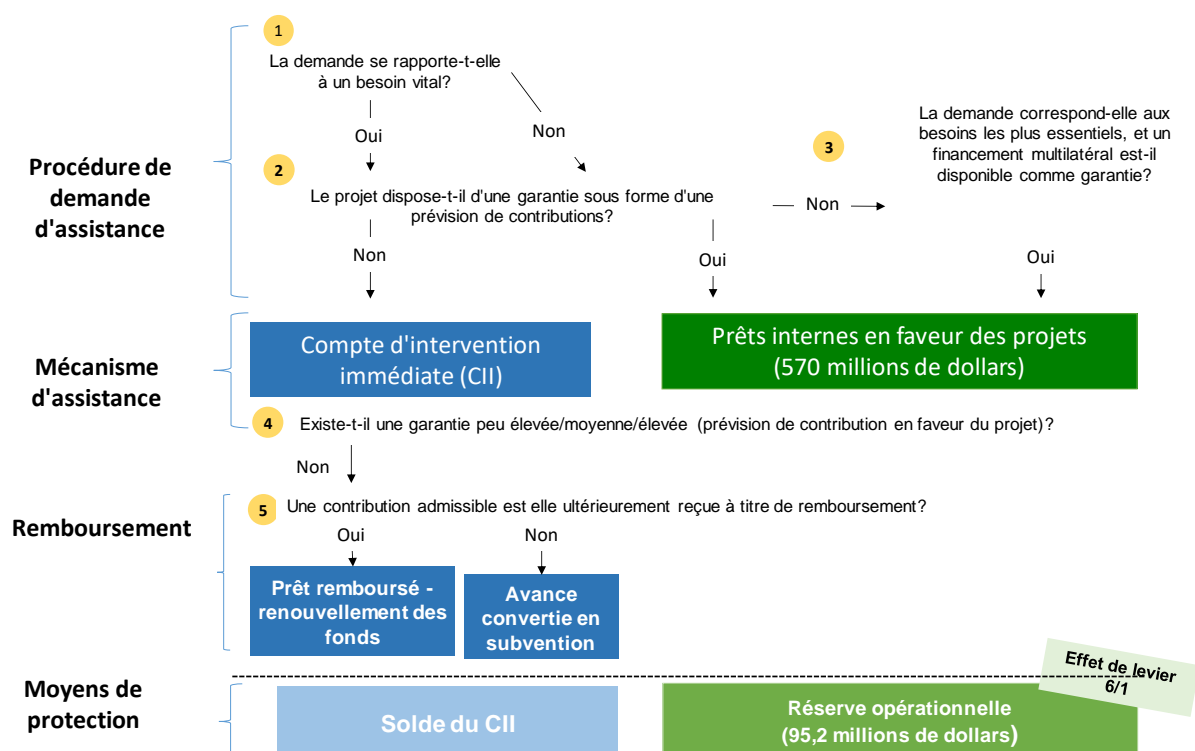 1
La demande se rapporte-t-elle
à un besoin vital?
Oui
Non
Procédure de
demande
d'assistance
3
La demande correspond-elle aux
besoins les plus essentiels, et un
financement multilatéral est-il
disponible comme garantie?
2
Le projet dispose-t-il d'une garantie sous forme d'une
prévision de contributions?
Non
Non
Oui
Oui
Mécanisme
d'assistance
Compte d'intervention
immédiate (CII)
Prêts internes en faveur des projets
(570 millions de dollars)
4
Existe-t-il une garantie peu élevée/moyenne/élevée (prévision de contribution en faveur du projet)?
Non
Remboursement
5
Une contribution admissible est elle ultérieurement reçue à titre de remboursement?
Oui
Non
Prêt remboursé -
renouvellement des
fonds
Avance
convertie en
subvention
Effet de levier
6/1
Moyens de
protection
Solde du CII
Réserve opérationnelle
(95,2 millions de dollars)